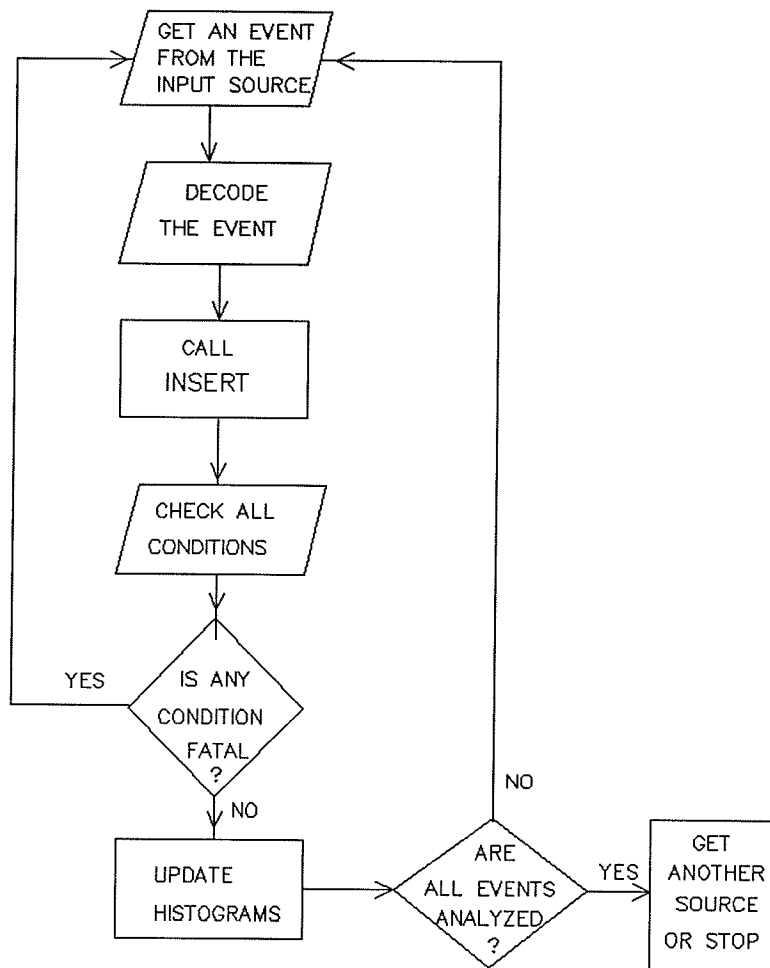 GET AN EVENT
FROM THE
INPUT SOURCE
DECODE
THE EVENT
CALL
INSERT
CHECK ALL
CONDITIONS
YES
IS ANY
CONDITION
FATAL
?
NO
UPDATE
HISTOGRAMS
NO
ARE
ALL EVENTS
ANALYZED
?
YES
GET
ANOTHER
SOURCE
OR STOP